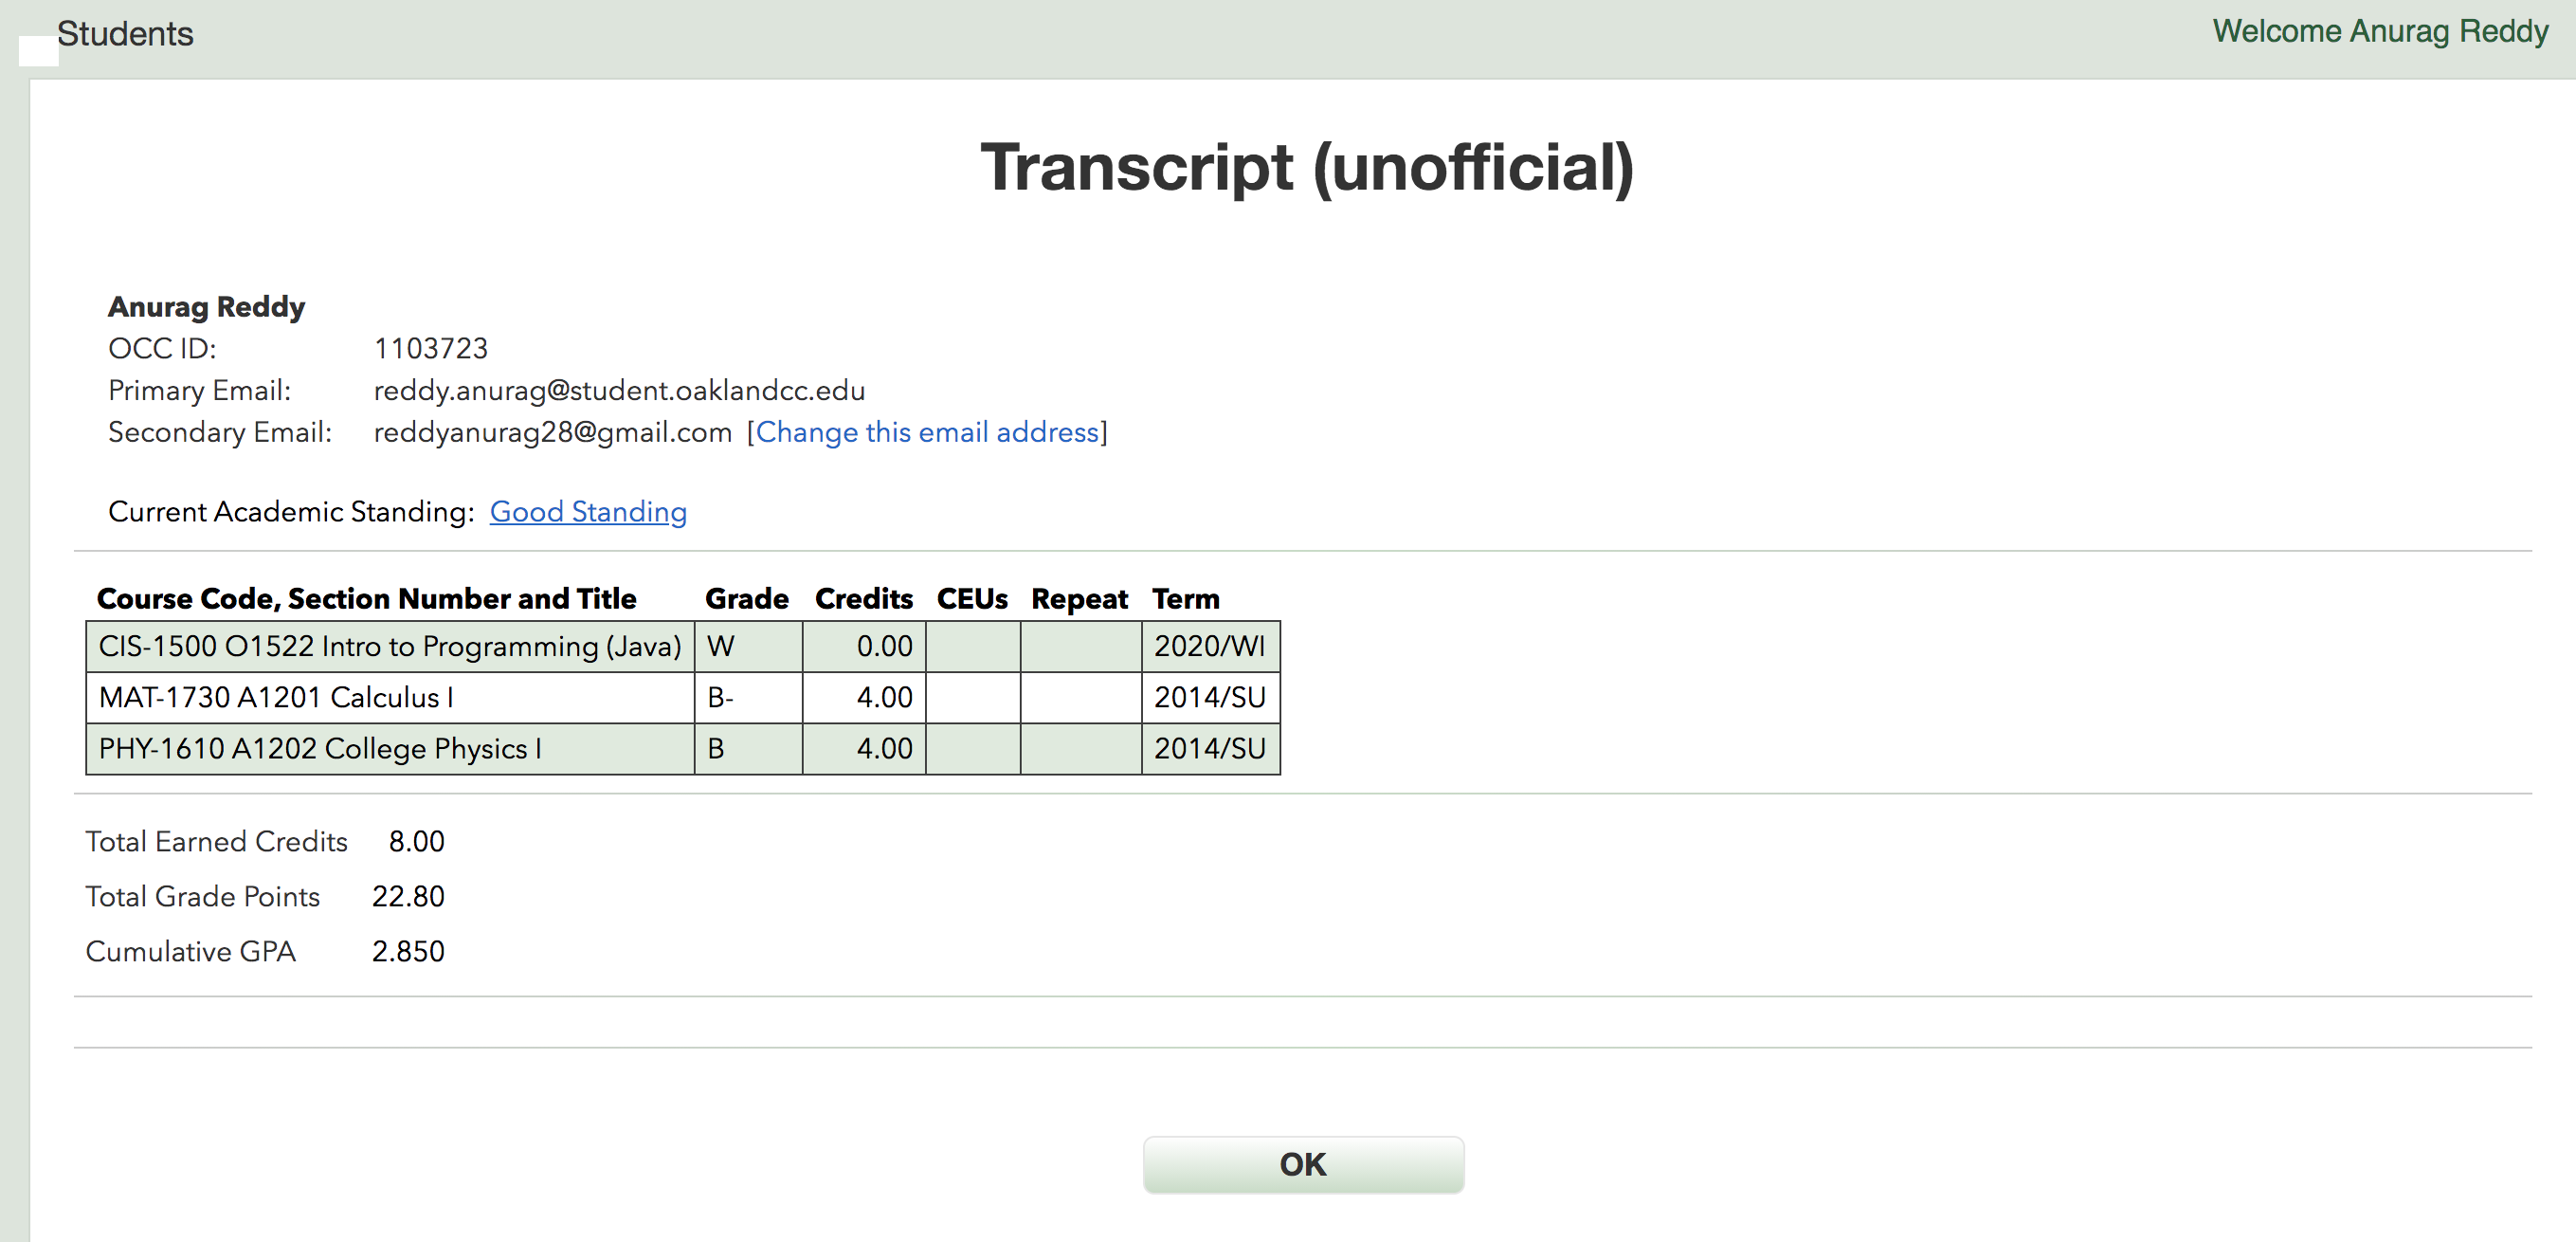 Students
Welcome Anurag Reddy
Transcript (unofficial)
Anurag Reddy
OCC ID: 1103723
Primary Email: reddy.anurag@student.oaklandcc.edu
Secondary Email: reddyanurag28@gmail.com [Change this email address]
Current Academic Standing: Good Standing
Course Code, Section Number and Title Grade Credits CEUs Repeat Term
CIS-1500 O1522 Intro to Programming (Java) W 0.00 2020/WI
MAT-1730 A1201 Calculus I B- 4.00 2014/SU
PHY-1610 A1202 College Physics I B 4.00 2014/SU
Total Earned Credits 8.00
Total Grade Points 22.80
Cumulative GPA 2.850
OK